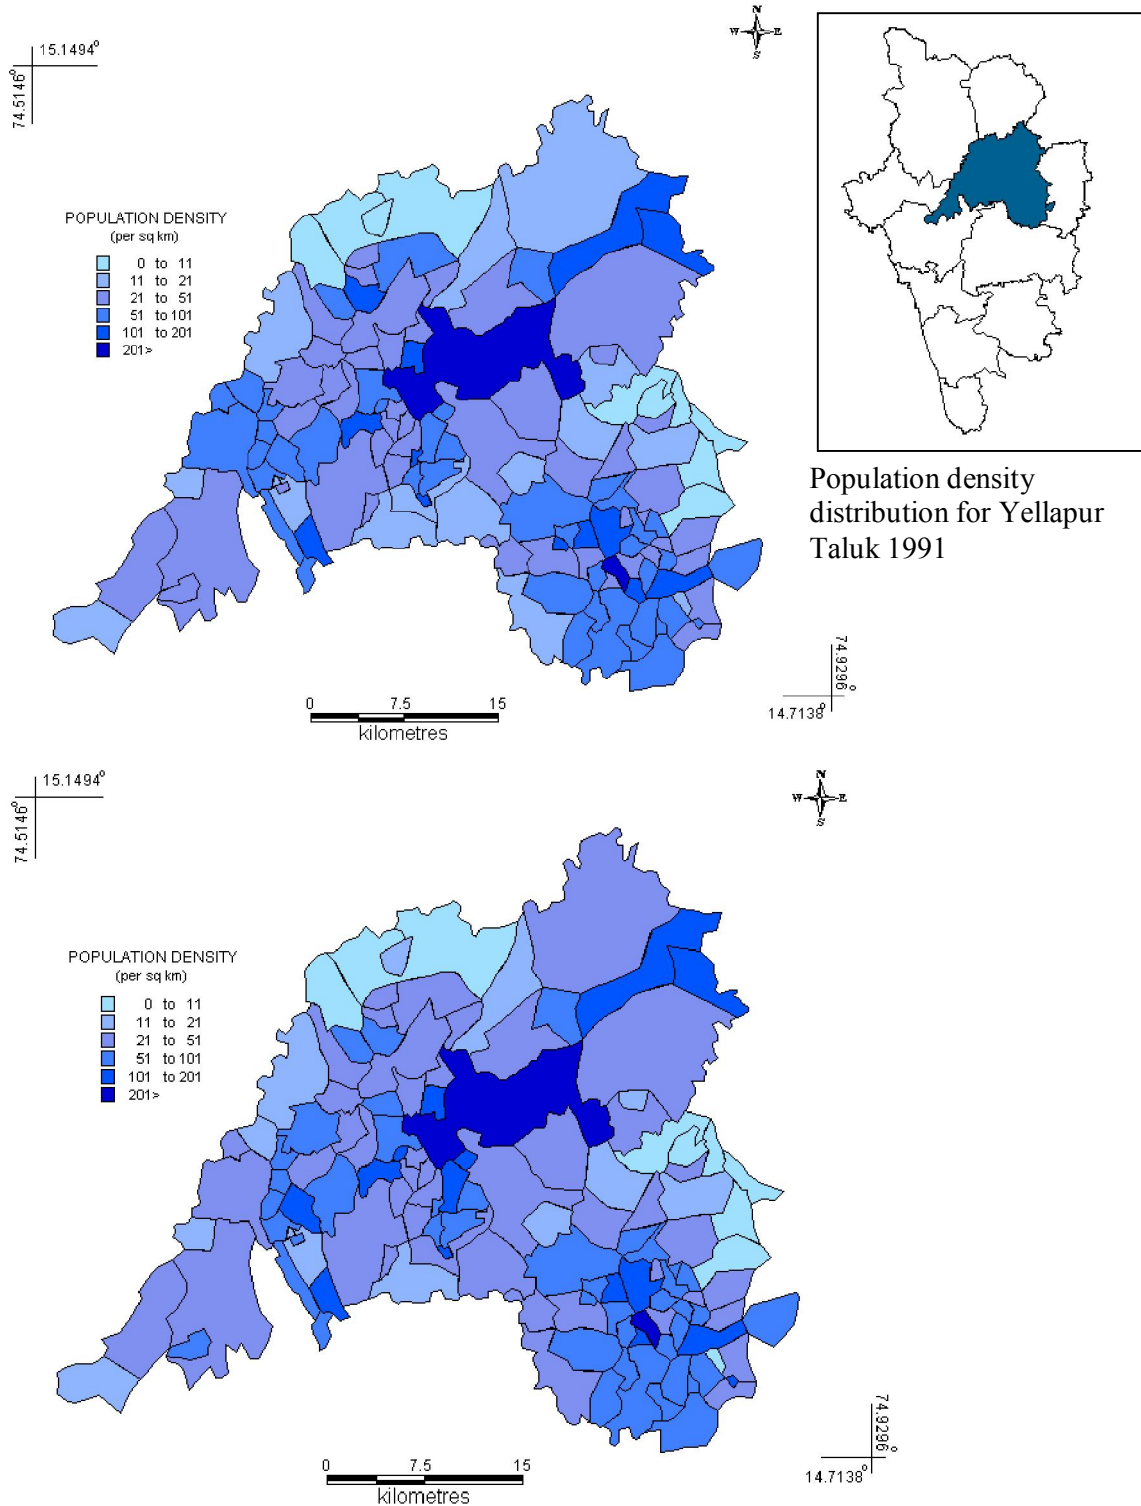 N
W E
S
15.1494°
74.5146°
POPULATION DENSITY
(per sq km)
0 to 11
11 to 21
21 to 51
51 to 101
101 to 201
201>
Population density
distribution for Yellapur
Taluk 1991
74.9296°
14.7138°
0 7.5 15
kilometres
15.1494°
74.5146°
N
W E
S
POPULATION DENSITY
(per sq km)
0 to 11
11 to 21
21 to 51
51 to 101
101 to 201
201>
74.9296°
14.7138°
0 7.5 15
kilometres